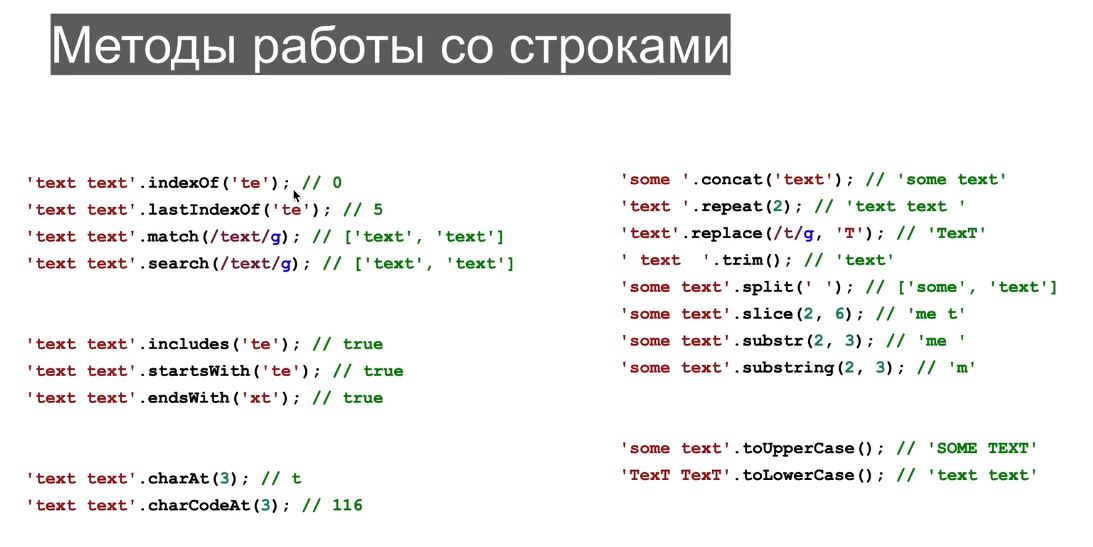 Методы работы со строками
'text text'.indexOf('te'); // 0
'text text'.lastIndexOf('te'); // 5
'text text'.match(/text/g); // ['text', 'text']
'text text'.search(/text/g); // ['text', 'text']
'text text'.includes('te'); // true
'text text'.startsWith('te'); // true
'text text'.endsWith('xt'); // true
'text text'.charAt(3); // t
'text text'.charCodeAt(3); // 116
'some '.concat('text'); // 'some text'
'text '.repeat(2); // 'text text '
'text'.replace(/t/g, 'T'); // 'TexT'
' text  '.trim(); // 'text'
'some text'.split(' '); // ['some', 'text']
'some text'.slice(2, 6); // 'me t'
'some text'.substr(2, 3); // 'me '
'some text'.substring(2, 3); // 'm'
'some text'.toUpperCase(); // 'SOME TEXT'
'TexT TexT'.toLowerCase(); // 'text text'